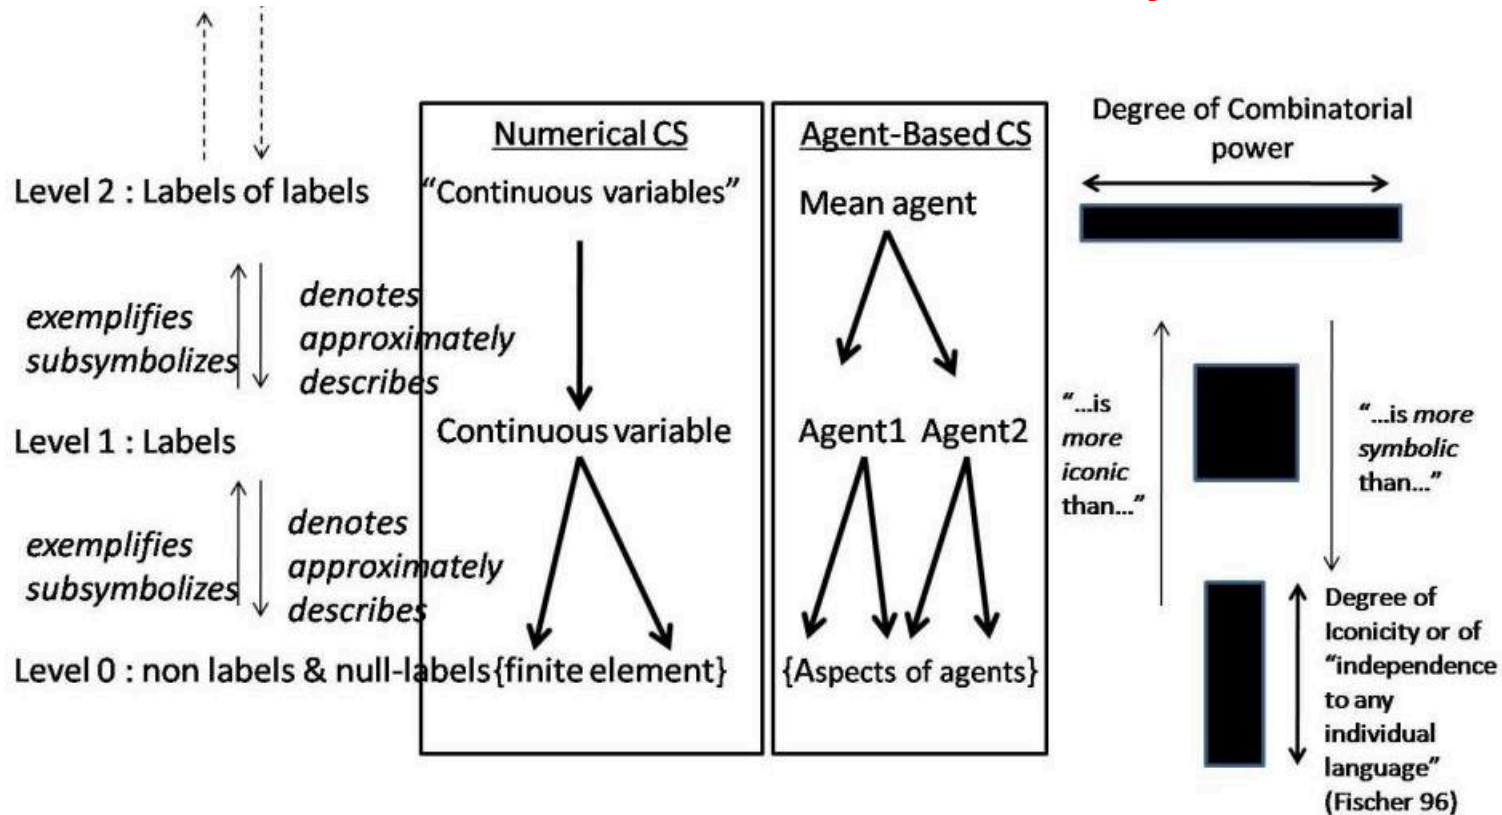 Numerical CS
Agent-Based CS
Degree of Combinatorial
power
Level 2 : Labels of labels
“Continuous variables”
Mean agent
exemplifies
subsymbolizes
denotes
approximately
describes
Level 1 : Labels
Continuous variable
Agent1 Agent2
“...is
more
iconic
than...”
“...is more
symbolic
than...”
exemplifies
subsymbolizes
denotes
approximately
describes
Level 0 : non labels & null-labels
{finite element}
{Aspects of agents}
Degree of
Iconicity or of
“independence
to any
individual
language”
(Fischer 96)